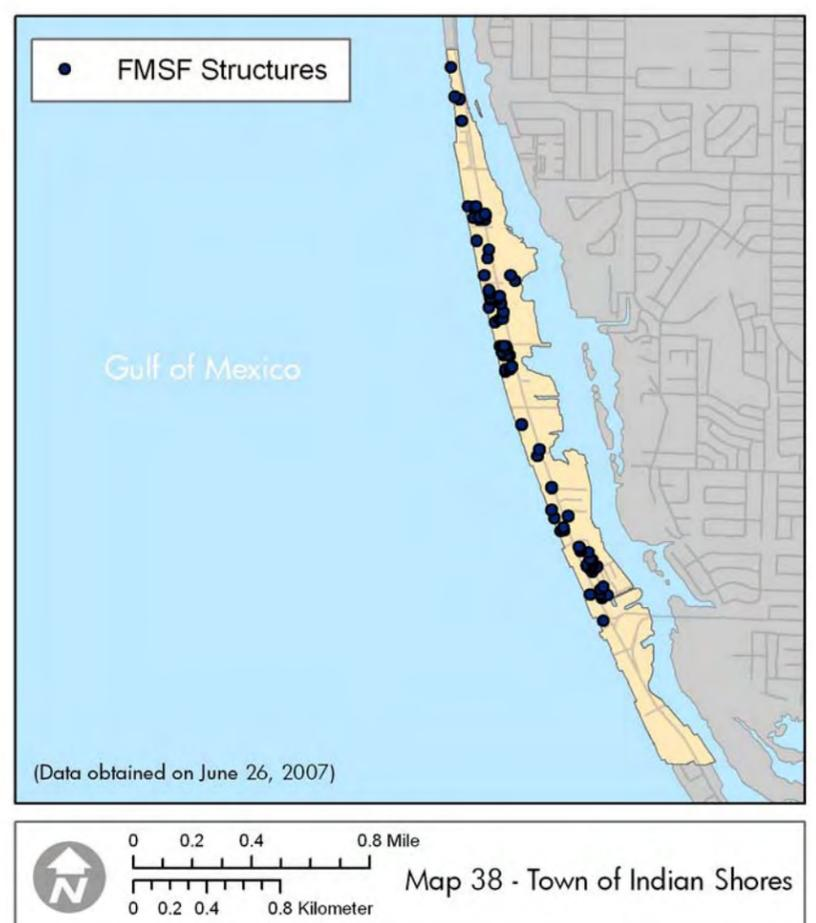 FMSF Structures
Gulf of Mexico
(Data obtained on June 26, 2007)
0 0.2 0.4 0.8 Mile
N
Map 38 - Town of Indian Shores
0 0.2 0.4 0.8 Kilometer